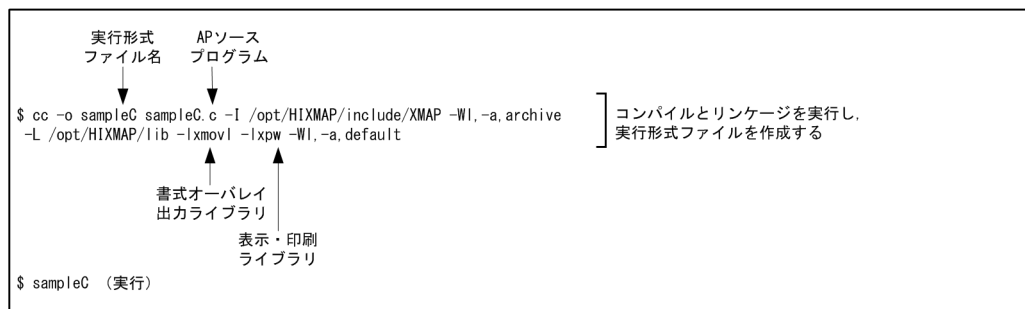 実行形式
ファイル名
APソース
プログラム
$ cc -o sampleC sampleC.c -I /opt/HIXMAP/include/XMAP -Wl,-a,archive
-L /opt/HIXMAP/lib -lxmovl -lxpw -Wl,-a,default
コンパイルとリンケージを実行し,
実行形式ファイルを作成する
書式オーバレイ
出力ライブラリ
表示・印刷
ライブラリ
$ sampleC （実行）